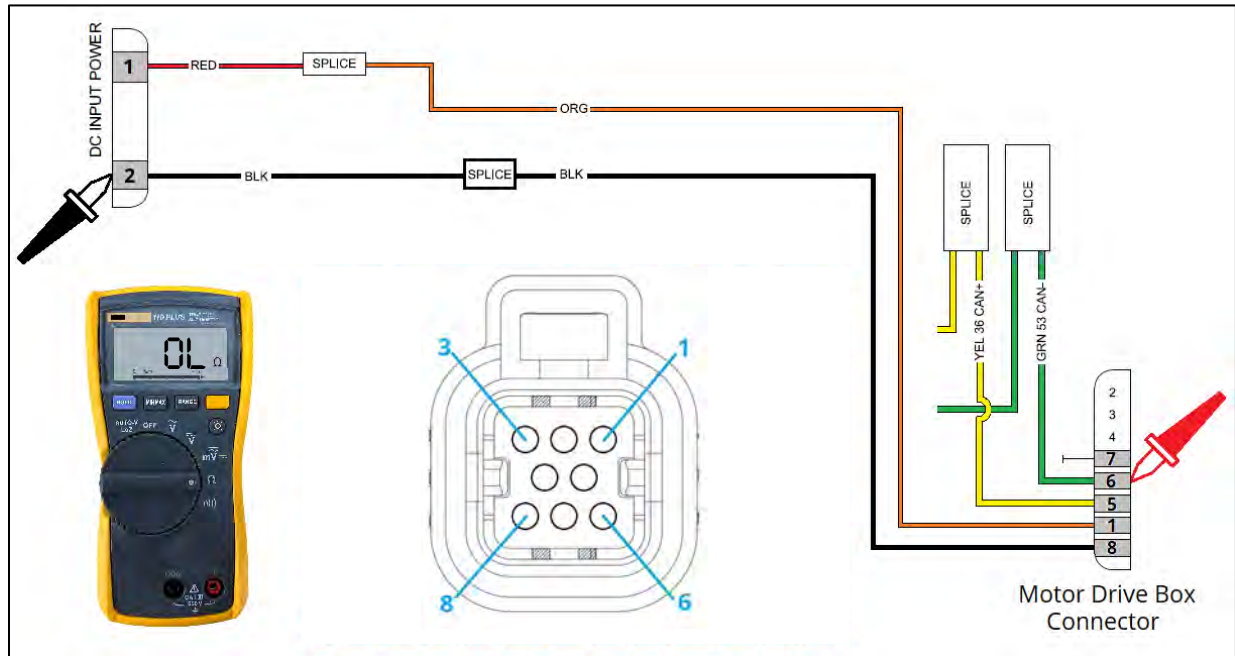 DC INPUT POWER
1
RED
SPLICE
ORG
2
BLK
SPLICE
BLK
SPLICE
SPLICE
YEL 36 CAN+
GRN 53 CAN-
OL Ω
OFF
Ω
3
1
8
6
2
3
4
7
6
5
1
8
Motor Drive Box
Connector